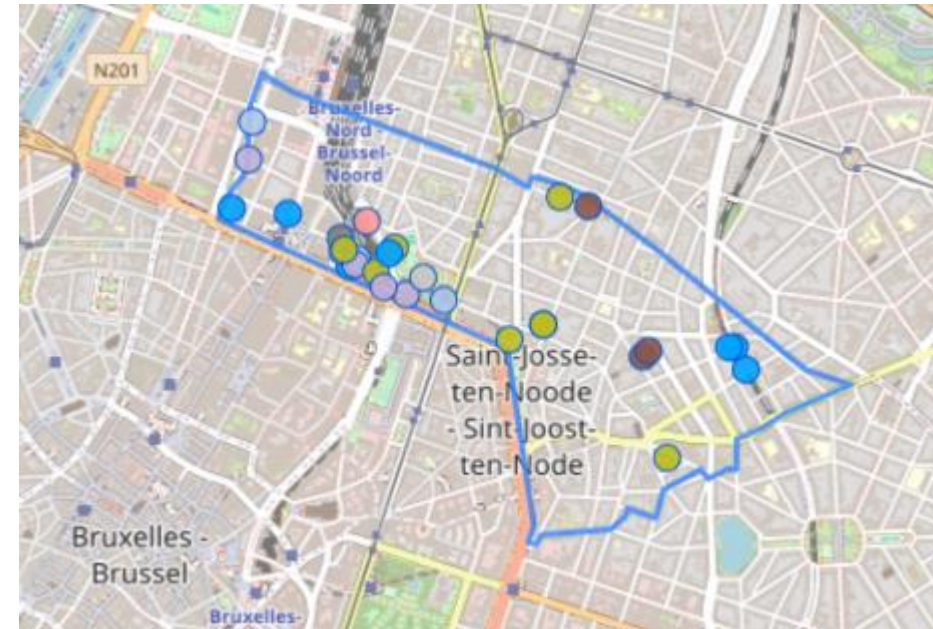 N201
Bruxelles-
Nord -
Brussel-
Noord
Saint-Josse-
ten-Noode
- Sint-Joost-
ten-Node
Bruxelles -
Brussel
Bruxelles-